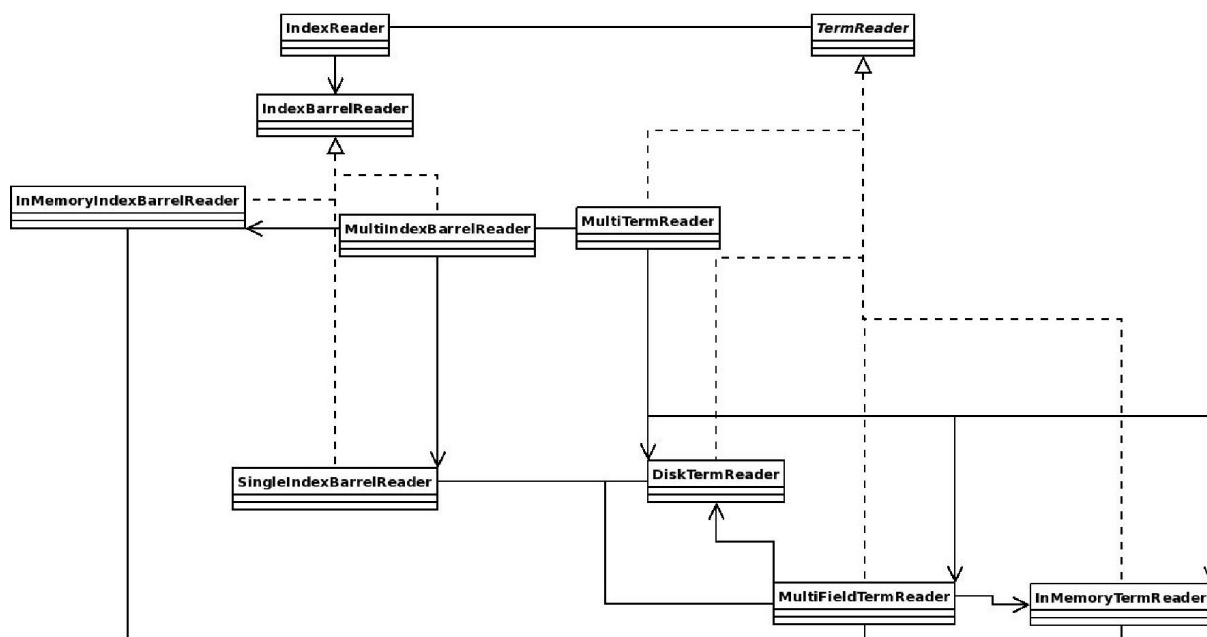 IndexReader
TermReader
IndexBarrelReader
InMemoryIndexBarrelReader
MultiIndexBarrelReader
MultiTermReader
SingleIndexBarrelReader
DiskTermReader
MultiFieldTermReader
InMemoryTermReader